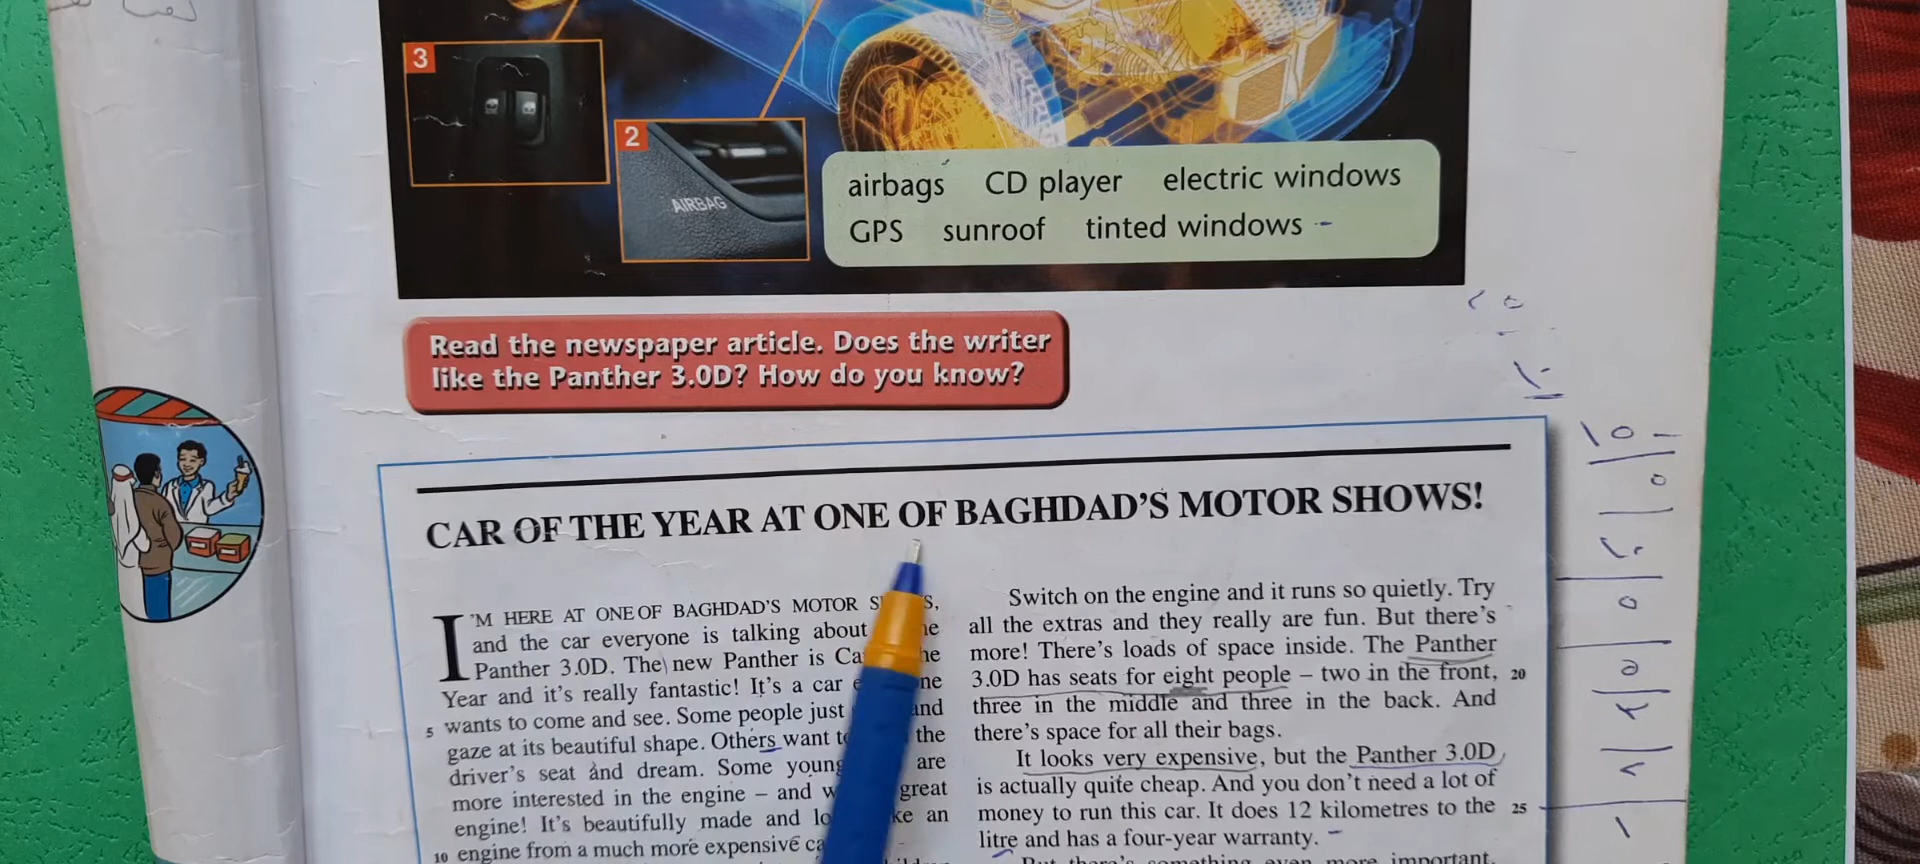 3
2
AIRBAG
airbags CD player electric windows
GPS sunroof tinted windows
Read the newspaper article. Does the writer
like the Panther 3.0D? How do you know?
CAR OF THE YEAR AT ONE OF BAGHDAD'S MOTOR SHOWS!
I'M HERE AT ONE OF BAGHDAD'S MOTOR
and the car everyone is talking about
Panther 3.0D. The new Panther is
Year and it's really fantastic! It's a car
5 wants to come and see. Some people just and
gaze at its beautiful shape. Others want the
driver's seat and dream. Some young are
more interested in the engine – and great
engine! It's beautifully made and an
10 engine from a much more expensive
Switch on the engine and it runs so quietly. Try
all the extras and they really are fun. But there's
more! There's loads of space inside. The Panther
3.0D has seats for eight people – two in the front, 20
three in the middle and three in the back. And
there's space for all their bags.
It looks very expensive, but the Panther 3.0D
is actually quite cheap. And you don't need a lot of
money to run this car. It does 12 kilometres to the 25
litre and has a four-year warranty.
But there's something even more important.